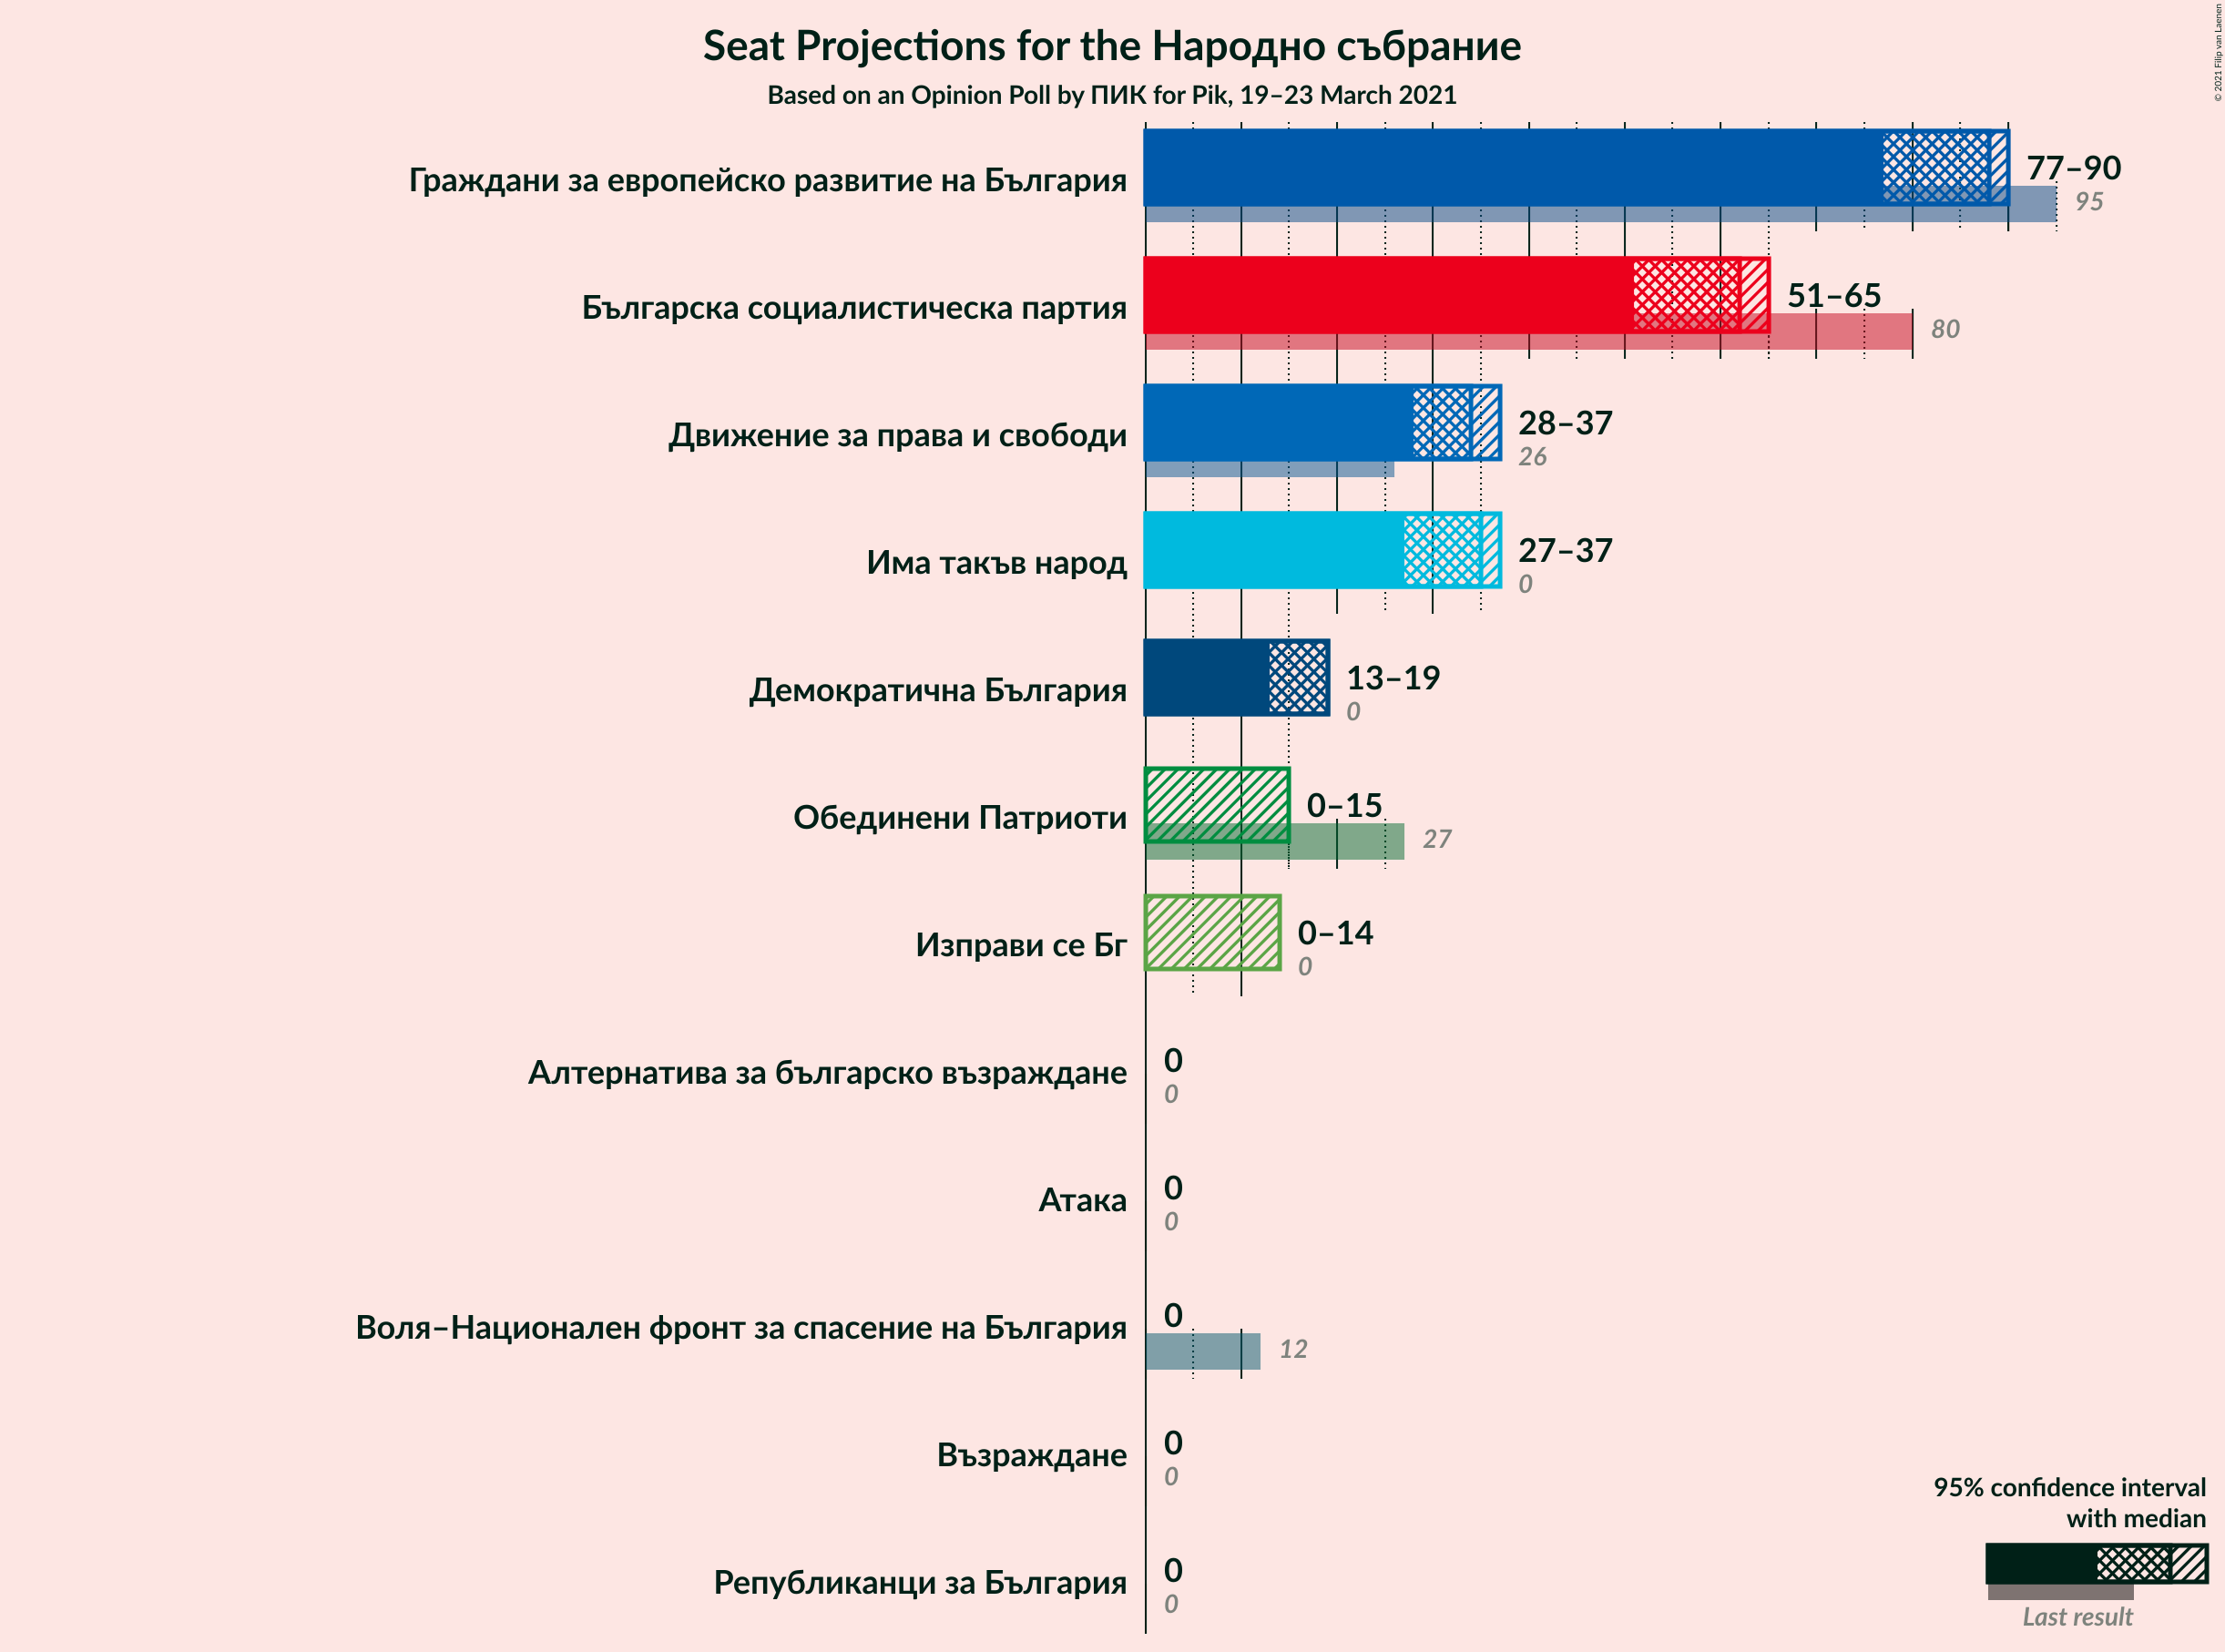 Seat Projections for the Народно събрание
Based on an Opinion Poll by ПИК for Pik, 19–23 March 2021
© 2021 Filip van Laenen
Граждани за европейско развитие на България
77–90
95
Българска социалистическа партия
51–65
80
Движение за права и свободи
28–37
26
Има такъв народ
27–37
0
Демократична България
13–19
0
Обединени Патриоти
0–15
27
Изправи се Бг
0–14
0
Алтернатива за българско възраждане
0
0
Атака
0
0
Воля–Национален фронт за спасение на България
0
12
Възраждане
0
0
Републиканци за България
0
0
95% confidence interval
with median
Last result